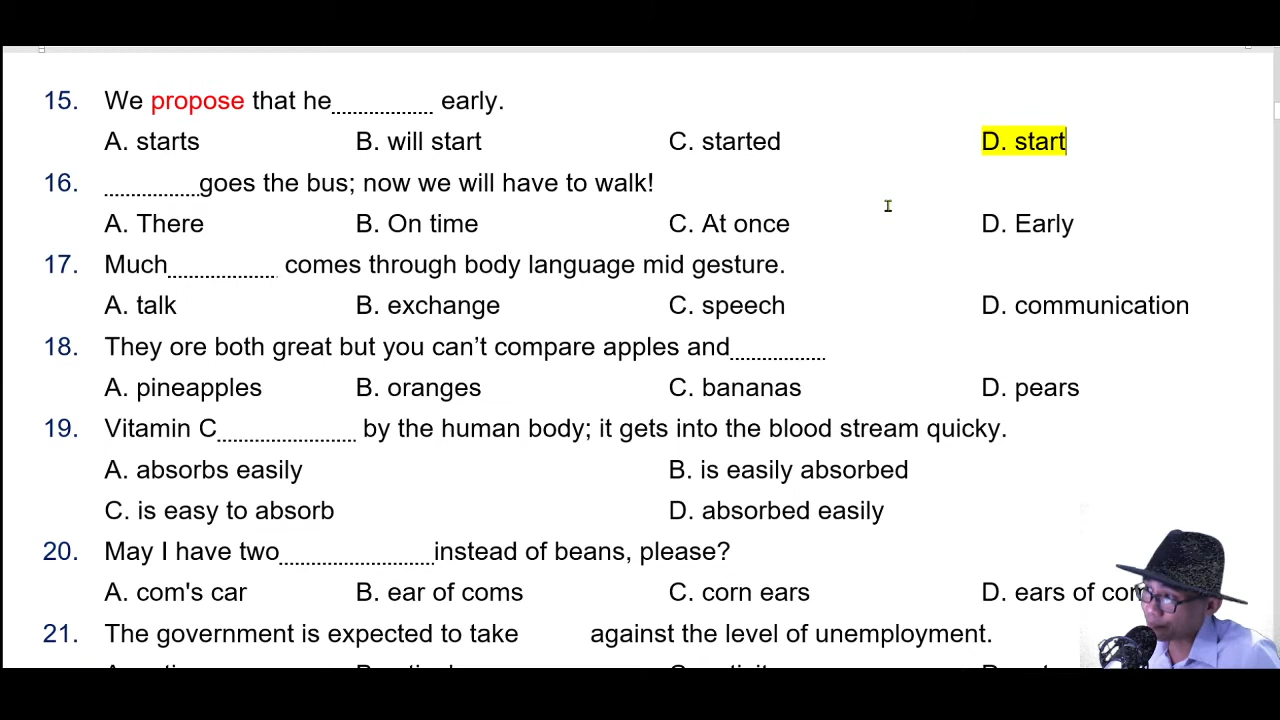 15. We propose that he.............. early.
A. starts B. will start C. started D. start
16. .............goes the bus; now we will have to walk!
A. There B. On time C. At once D. Early
17. Much............... comes through body language mid gesture.
A. talk B. exchange C. speech D. communication
18. They ore both great but you can’t compare apples and.............
A. pineapples B. oranges C. bananas D. pears
19. Vitamin C................... by the human body; it gets into the blood stream quicky.
A. absorbs easily B. is easily absorbed
C. is easy to absorb D. absorbed easily
20. May I have two.....................instead of beans, please?
A. com's car B. ear of coms C. corn ears D. ears of
21. The government is expected to take against the level of unemployment.